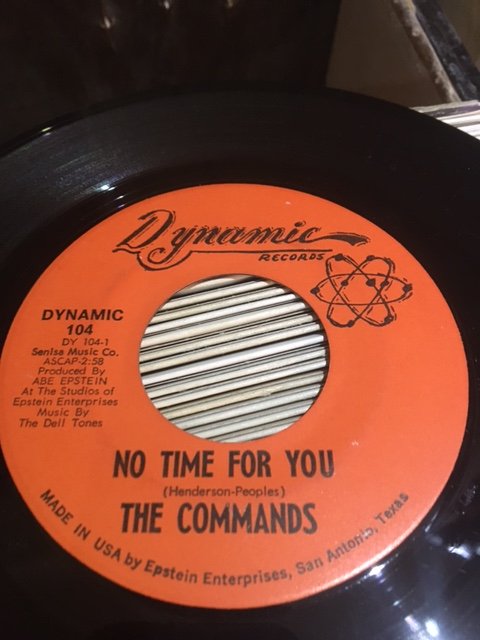 Dynamic
RECORDS
DYNAMIC
104
DY 104-1
Senisa Music Co.
ASCAP-2:58
Produced By
ABE EPSTEIN
At The Studios of
Epstein Enterprises
Music By
The Dell Tones
NO TIME FOR YOU
(Henderson-Peoples)
THE COMMANDS
MADE IN USA by Epstein Enterprises, San Antonio, Texas